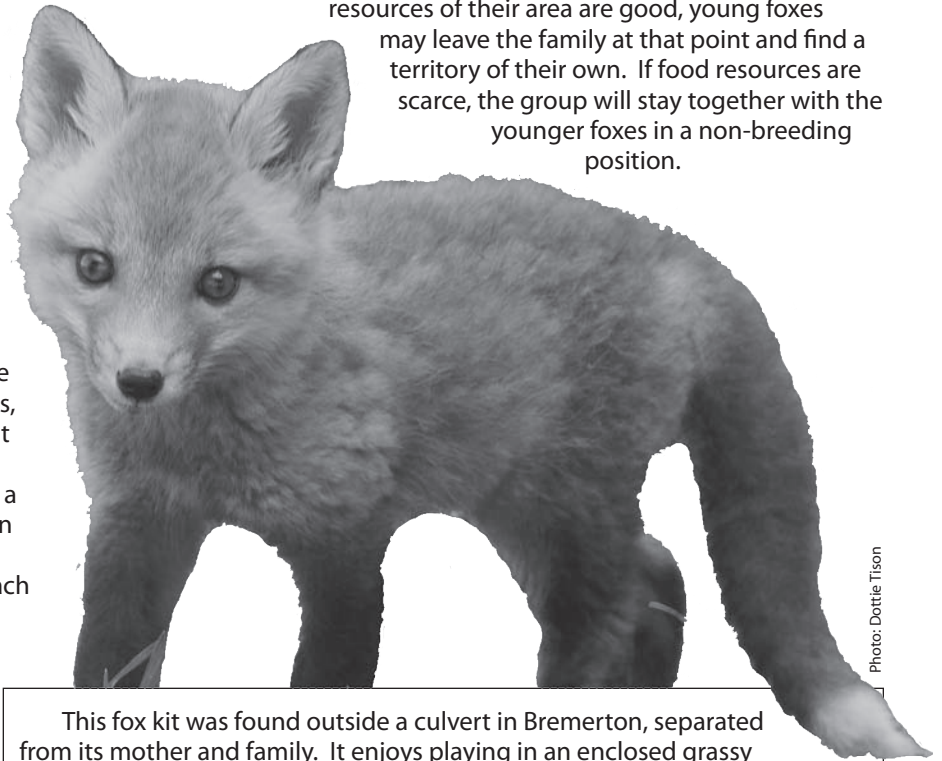 resources of their area are good, young foxes
may leave the family at that point and find a
territory of their own. If food resources are
scarce, the group will stay together with the
younger foxes in a non-breeding
position.
a
Photo: Dottie Tison
This fox kit was found outside a culvert in Bremerton, separated
from its mother and family. It enjoys playing in an enclosed grassy